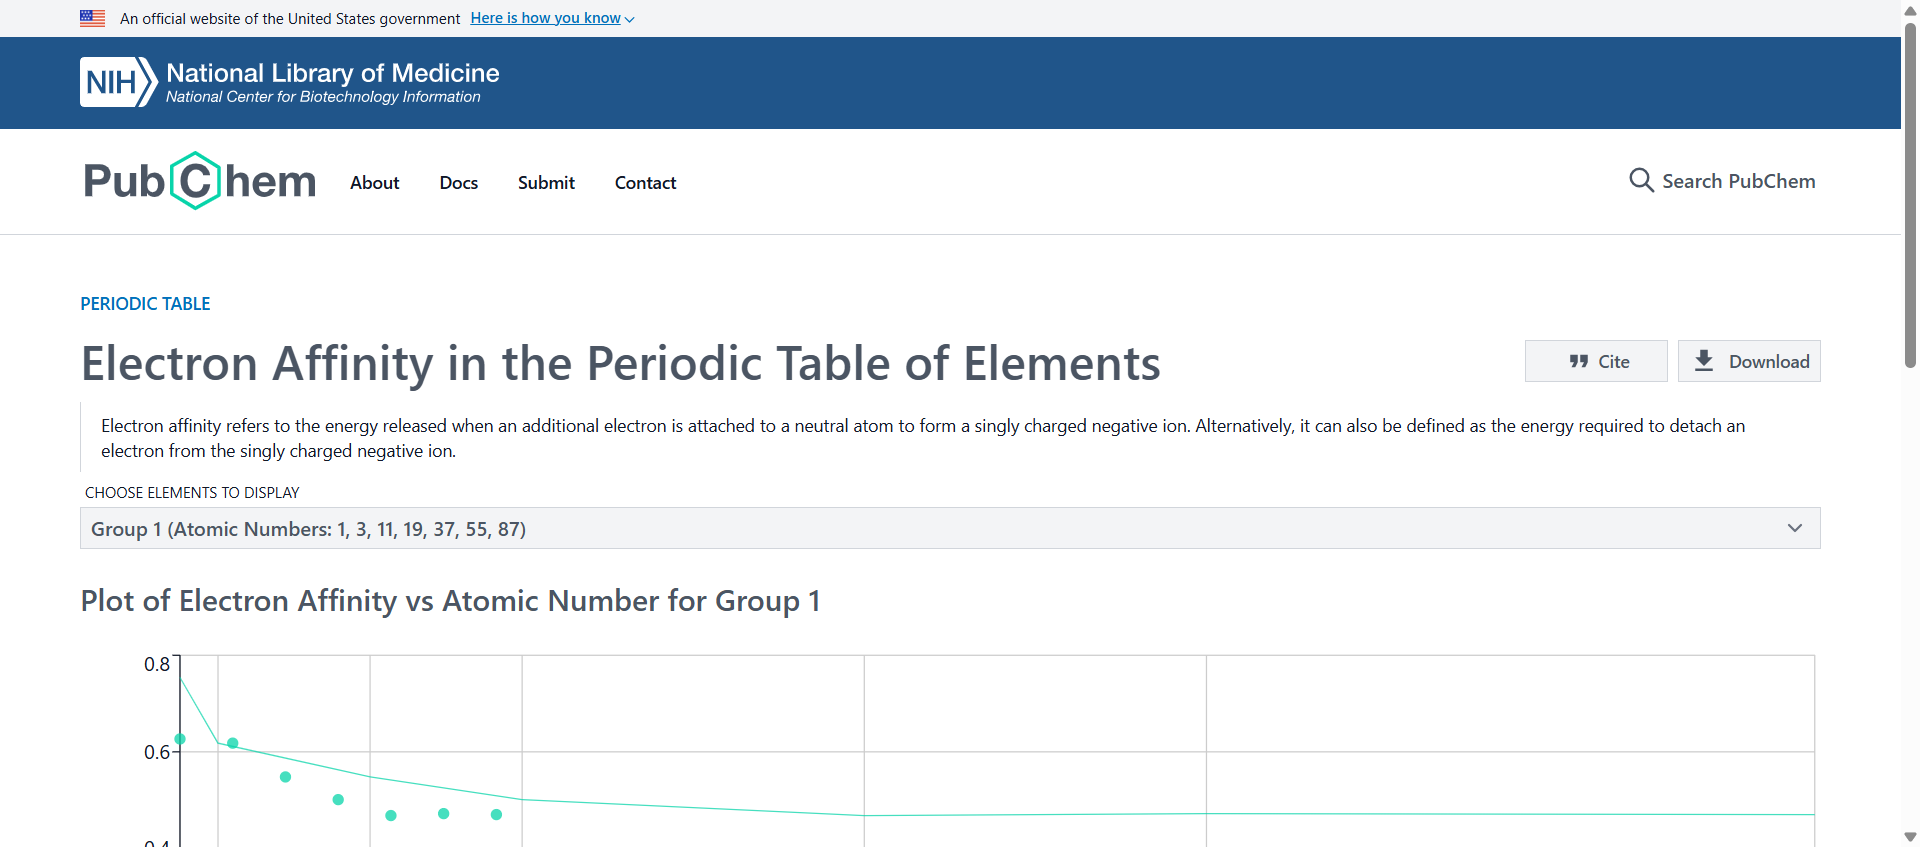 An official website of the United States government Here is how you know
NIH National Library of Medicine
National Center for Biotechnology Information
PubChem About Docs Submit Contact Search PubChem
PERIODIC TABLE
Electron Affinity in the Periodic Table of Elements
Cite Download
Electron affinity refers to the energy released when an additional electron is attached to a neutral atom to form a singly charged negative ion. Alternatively, it can also be defined as the energy required to detach an
electron from the singly charged negative ion.
CHOOSE ELEMENTS TO DISPLAY
Group 1 (Atomic Numbers: 1, 3, 11, 19, 37, 55, 87)
Plot of Electron Affinity vs Atomic Number for Group 1
0.8
0.6
0.4